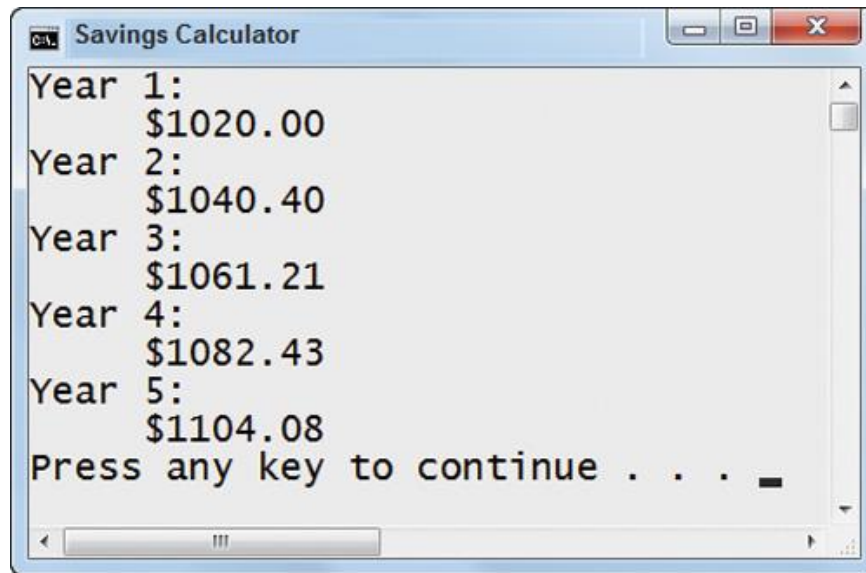 C:\. Savings Calculator
Year 1:
$1020.00
Year 2:
$1040.40
Year 3:
$1061.21
Year 4:
$1082.43
Year 5:
$1104.08
Press any key to continue . . . _